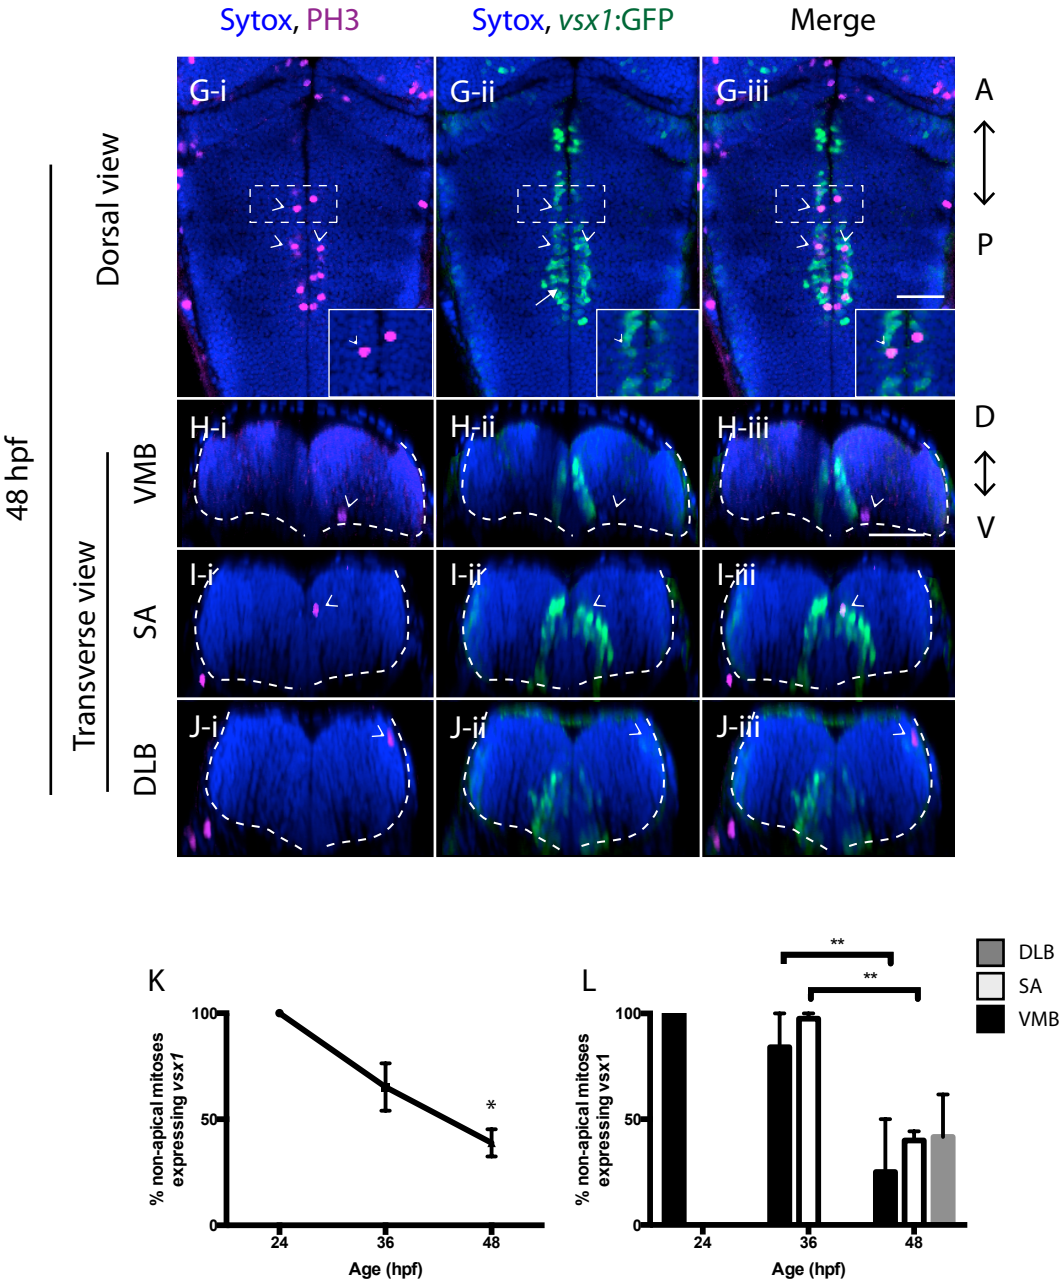 Sytox, PH3
Sytox, vsx1:GFP
Merge
48 hpf
Dorsal view
G-i
G-ii
G-iii
A
P
Transverse view
VMB
H-i
H-ii
H-iii
D
V
SA
I-i
I-ii
I-iii
DLB
J-i
J-ii
J-iii
K
% non-apical mitoses
expressing vsx1
100
50
0
*
24
36
48
Age (hpf)
L
% non-apical mitoses
expressing vsx1
100
50
0
**
**
24
36
48
Age (hpf)
DLB
SA
VMB